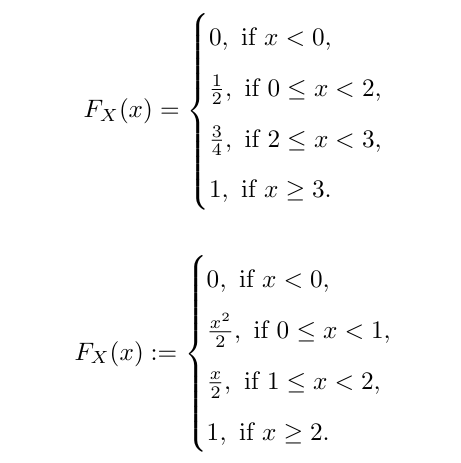 F_X(x) = { 0, if x < 0,
1/2, if 0 ≤ x < 2,
3/4, if 2 ≤ x < 3,
1, if x ≥ 3.
F_X(x) := { 0, if x < 0,
x²/2, if 0 ≤ x < 1,
x/2, if 1 ≤ x < 2,
1, if x ≥ 2.